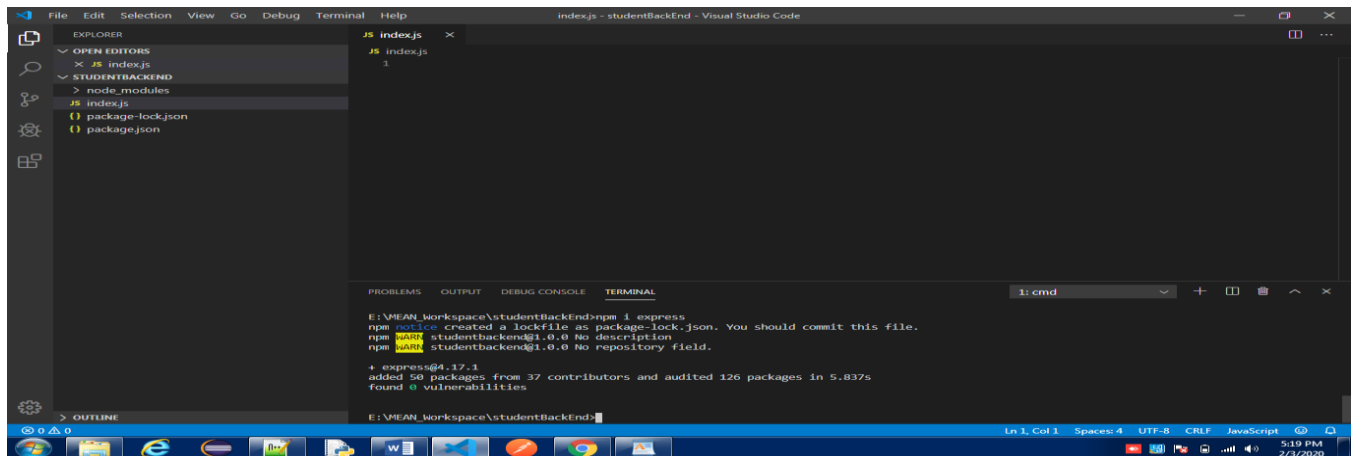 File Edit Selection View Go Debug Terminal Help index.js - studentBackEnd - Visual Studio Code
EXPLORER
OPEN EDITORS
JS index.js
STUDENTBACKEND
node_modules
JS index.js
{} package-lock.json
{} package.json
OUTLINE
JS index.js
JS index.js
1
PROBLEMS OUTPUT DEBUG CONSOLE TERMINAL 1: cmd
E:\MEAN_Workspace\studentBackEnd>npm i express
npm notice created a lockfile as package-lock.json. You should commit this file.
npm WARN studentbackend@1.0.0 No description
npm WARN studentbackend@1.0.0 No repository field.
+ express@4.17.1
added 50 packages from 37 contributors and audited 126 packages in 5.837s
found 0 vulnerabilities
E:\MEAN_Workspace\studentBackEnd>
0 0 Ln 1, Col 1 Spaces: 4 UTF-8 CRLF JavaScript
5:19 PM
2/3/2020